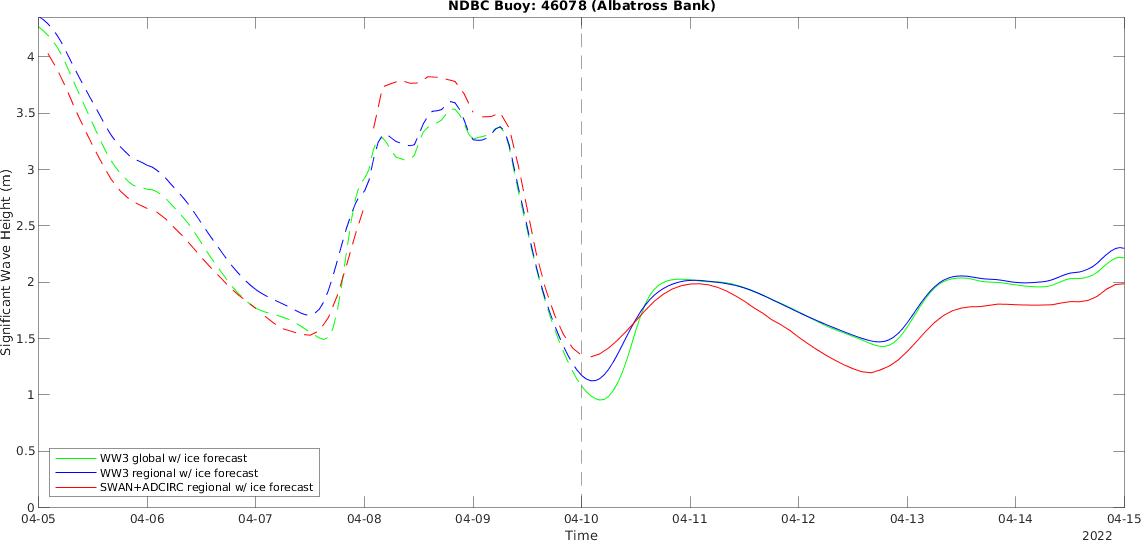 NDBC Buoy: 46078 (Albatross Bank)
Significant Wave Height (m)
4
3.5
3
2.5
2
1.5
1
0.5
0
WW3 global w/ ice forecast
WW3 regional w/ ice forecast
SWAN+ADCIRC regional w/ ice forecast
04-05 04-06 04-07 04-08 04-09 04-10 04-11 04-12 04-13 04-14 04-15
Time
2022